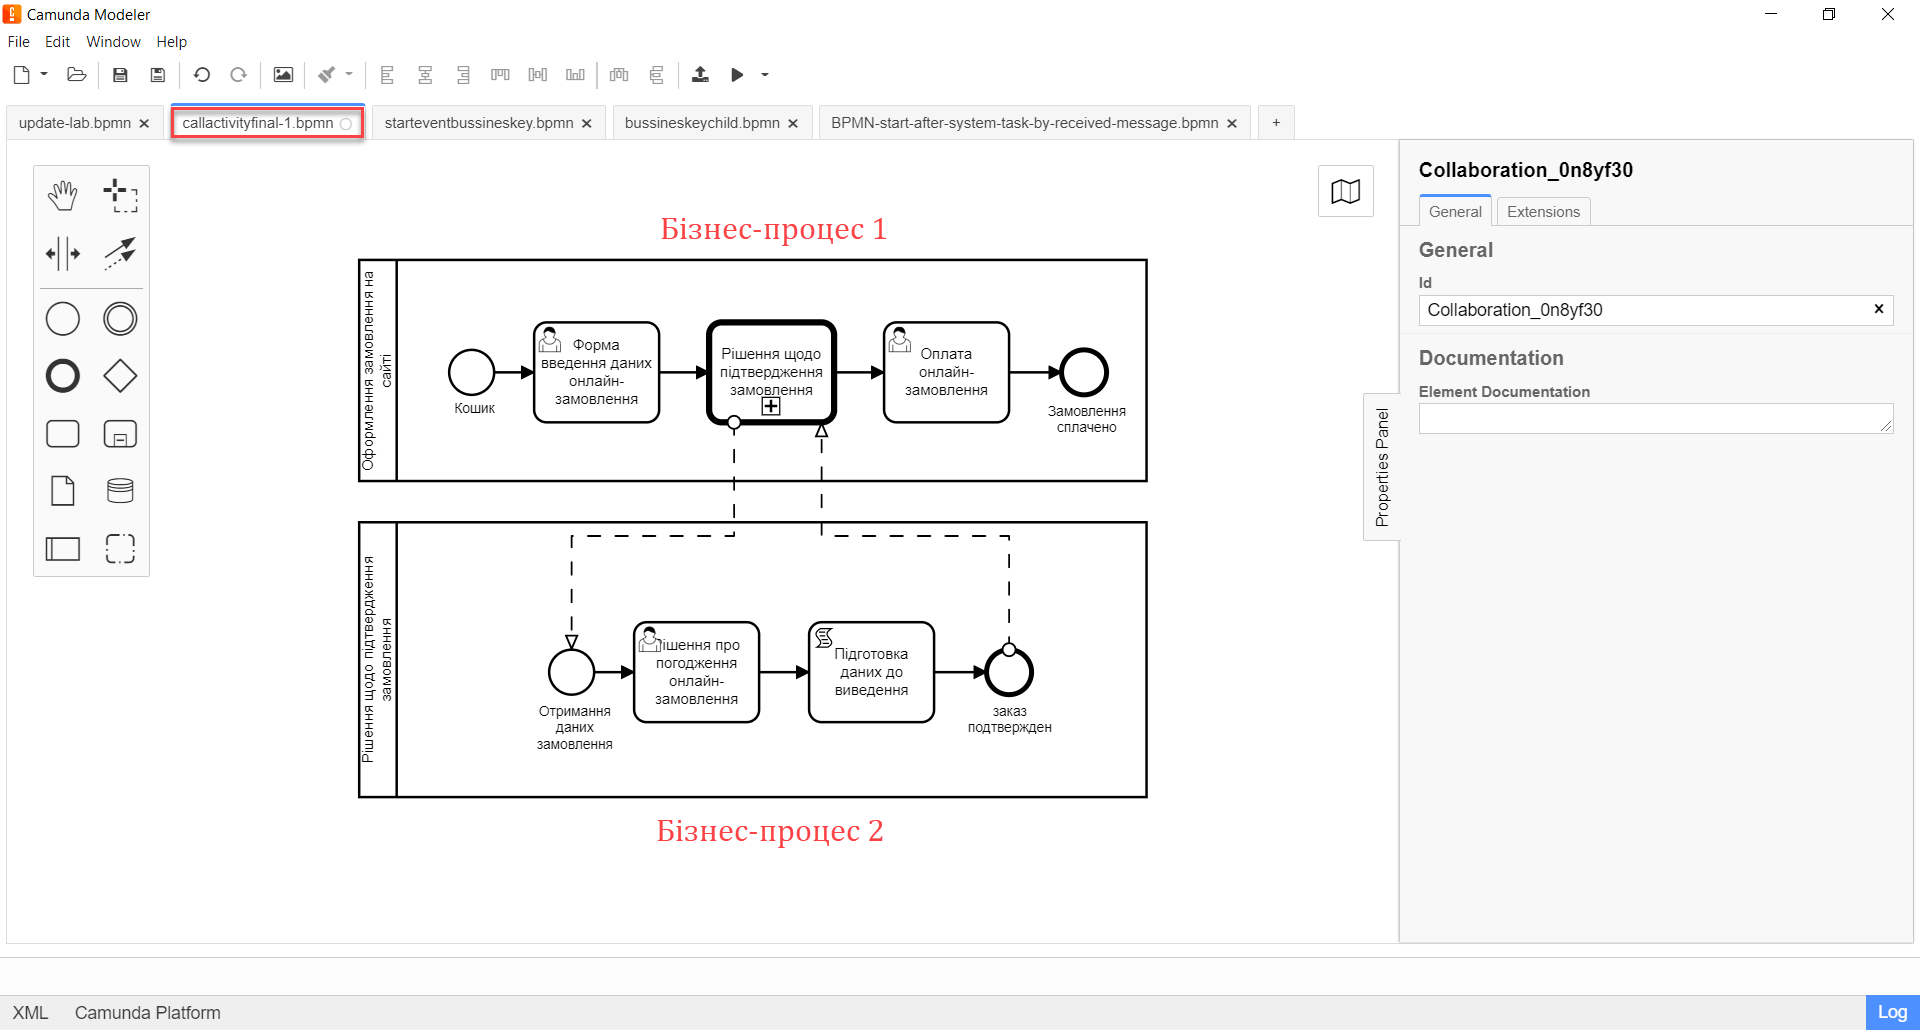 Camunda Modeler
File Edit Window Help
update-lab.bpmn
callactivityfinal-1.bpmn
starteventbussineskey.bpmn
bussineskeychild.bpmn
BPMN-start-after-system-task-by-received-message.bpmn
+
Бізнес-процес 1
Оформлення замовлення на
сайті
Кошик
Форма
введення даних
онлайн-
замовлення
Рішення щодо
підтвердження
замовлення
Оплата
онлайн-
замовлення
Замовлення
сплачено
Рішення щодо підтвердження
замовлення
Отримання
даних
замовлення
ішення про
погодження
онлайн-
замовлення
Підготовка
даних до
виведення
заказ
подтвержден
Бізнес-процес 2
Properties Panel
Collaboration_0n8yf30
General Extensions
General
Id
Collaboration_0n8yf30
Documentation
Element Documentation
XML Camunda Platform
Log